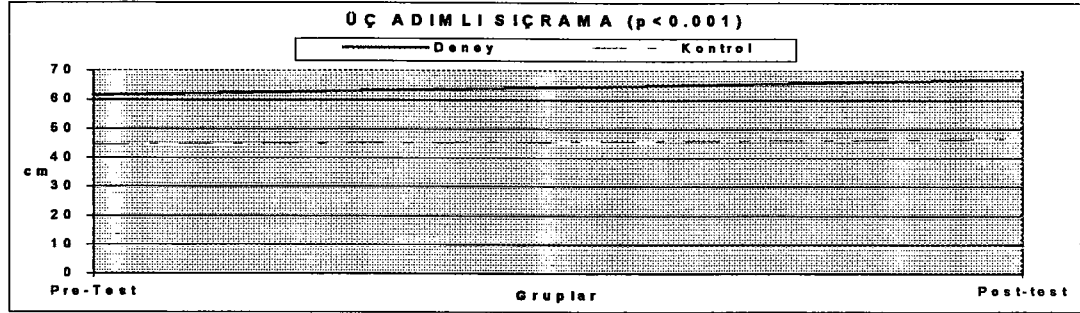 ÜÇ ADIMLI SIÇRAMA (p<0.001)
Deney Kontrol
70
60
50
40
cm
30
20
10
0
Pre-Test Gruplar Post-test